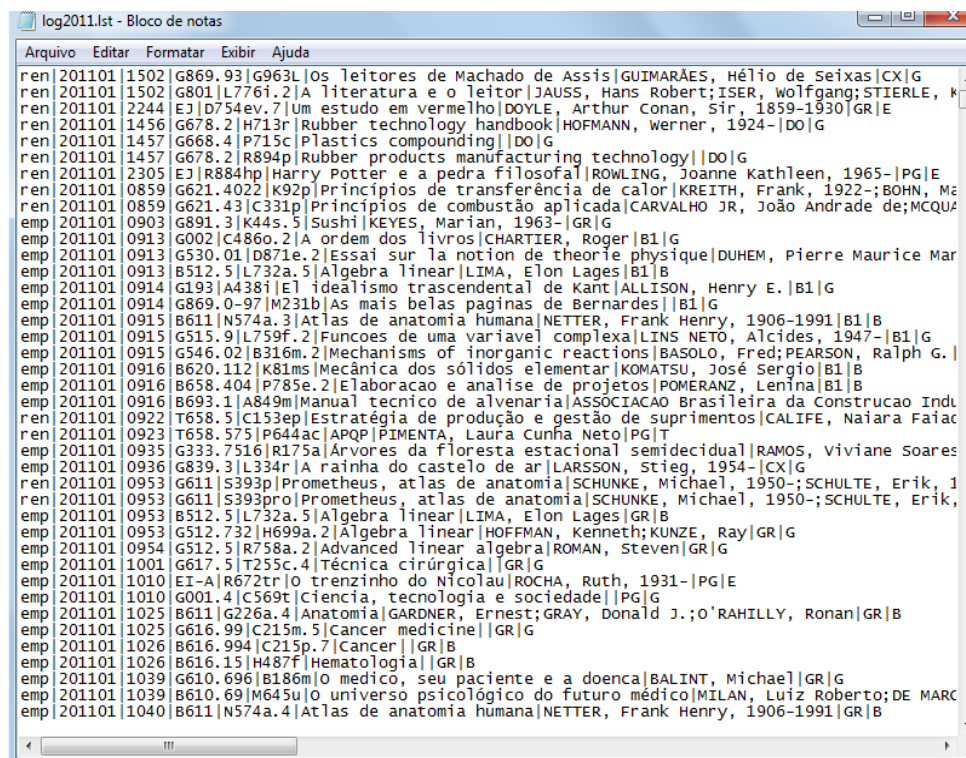 log2011.lst - Bloco de notas
Arquivo Editar Formatar Exibir Ajuda
ren|201101|1502|G869.93|G963L|Os leitores de Machado de Assis|GUIMARÃES, Hélio de Seixas|CX|G
ren|201101|1502|G801|L776i.2|A literatura e o leitor|JAUSS, Hans Robert;ISER, Wolfgang;STIERLE, K
ren|201101|2244|EJ|D754ev.7|Um estudo em vermelho|DOYLE, Arthur Conan, Sir, 1859-1930|GR|E
ren|201101|1456|G678.2|H713r|Rubber technology handbook|HOFMANN, Werner, 1924-|DO|G
ren|201101|1457|G668.4|P715c|Plastics compounding||DO|G
ren|201101|1457|G678.2|R894p|Rubber products manufacturing technology||DO|G
ren|201101|2305|EJ|R884hp|Harry Potter e a pedra filosofal|ROWLING, Joanne Kathleen, 1965-|PG|E
ren|201101|0859|G621.4022|K92p|Princípios de transferência de calor|KREITH, Frank, 1922-;BOHN, Ma
ren|201101|0859|G621.43|C331p|Princípios de combustão aplicada|CARVALHO JR, João Andrade de;MCQUA
emp|201101|0903|G891.3|K44s.5|Sushi|KEYES, Marian, 1963-|GR|G
emp|201101|0913|G002|C486o.2|A ordem dos livros|CHARTIER, Roger|B1|G
emp|201101|0913|G530.01|D871e.2|Essai sur la notion de theorie physique|DUHEM, Pierre Maurice Mar
emp|201101|0913|B512.5|L732a.5|Algebra linear|LIMA, Elon Lages|B1|B
emp|201101|0914|G193|A438i|El idealismo trascendental de Kant|ALLISON, Henry E.|B1|G
emp|201101|0914|G869.0-97|M231b|As mais belas paginas de Bernardes||B1|G
emp|201101|0915|B611|N574a.3|Atlas de anatomia humana|NETTER, Frank Henry, 1906-1991|B1|B
emp|201101|0915|G515.9|L759f.2|Funcoes de uma variavel complexa|LINS NETO, Alcides, 1947-|B1|G
emp|201101|0915|G546.02|B316m.2|Mechanisms of inorganic reactions|BASOLO, Fred;PEARSON, Ralph G.|
emp|201101|0916|B620.112|K81ms|Mecânica dos sólidos elementar|KOMATSU, José Sergio|B1|B
emp|201101|0916|B658.404|P785e.2|Elaboracao e analise de projetos|POMERANZ, Lenina|B1|B
emp|201101|0916|B693.1|A849m|Manual tecnico de alvenaria|ASSOCIACAO Brasileira da Construcao Indu
ren|201101|0922|T658.5|C153ep|Estratégia de produção e gestão de suprimentos|CALIFE, Naiara Faiad
ren|201101|0923|T658.575|P644ac|APQP|PIMENTA, Laura Cunha Neto|PG|T
emp|201101|0935|G333.7516|R175a|Árvores da floresta estacional semidecidual|RAMOS, Viviane Soares
emp|201101|0936|G839.3|L334r|A rainha do castelo de ar|LARSSON, Stieg, 1954-|CX|G
ren|201101|0953|G611|S393p|Prometheus, atlas de anatomia|SCHUNKE, Michael, 1950-;SCHULTE, Erik, 1
ren|201101|0953|G611|S393pro|Prometheus, atlas de anatomia|SCHUNKE, Michael, 1950-;SCHULTE, Erik,
emp|201101|0953|B512.5|L732a.5|Algebra linear|LIMA, Elon Lages|GR|B
emp|201101|0953|G512.732|H699a.2|Álgebra linear|HOFFMAN, Kenneth;KUNZE, Ray|GR|G
emp|201101|0954|G512.5|R758a.2|Advanced linear algebra|ROMAN, Steven|GR|G
emp|201101|1001|G617.5|T255c.4|Técnica cirúrgica||GR|G
emp|201101|1010|EI-A|R672tr|O trenzinho do Nicolau|ROCHA, Ruth, 1931-|PG|E
emp|201101|1010|G001.4|C569t|Ciencia, tecnologia e sociedade||PG|G
emp|201101|1025|B611|G226a.4|Anatomia|GARDNER, Ernest;GRAY, Donald J.;O'RAHILLY, Ronan|GR|B
emp|201101|1025|G616.99|C215m.5|Cancer medicine||GR|G
emp|201101|1026|B616.994|C215p.7|Cancer||GR|B
emp|201101|1026|B616.15|H487f|Hematologia||GR|B
emp|201101|1039|G610.696|B186m|O medico, seu paciente e a doenca|BALINT, Michael|GR|G
emp|201101|1039|B610.69|M645u|O universo psicológico do futuro médico|MILAN, Luiz Roberto;DE MARC
emp|201101|1040|B611|N574a.4|Atlas de anatomia humana|NETTER, Frank Henry, 1906-1991|GR|B